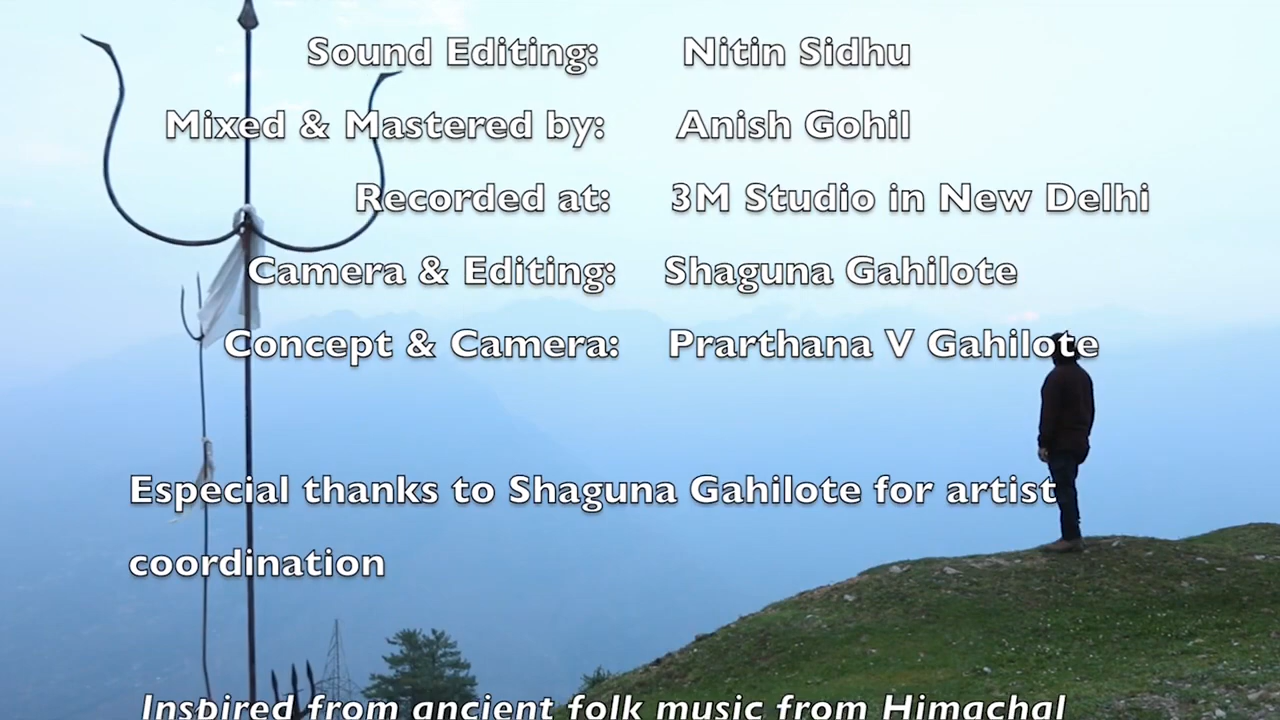 Sound Editing: Nitin Sidhu
Mixed & Mastered by: Anish Gohil
Recorded at: 3M Studio in New Delhi
Camera & Editing: Shaguna Gahilote
Concept & Camera: Prarthana V Gahilote
Especial thanks to Shaguna Gahilote for artist
coordination
Inspired from ancient folk music from Himachal